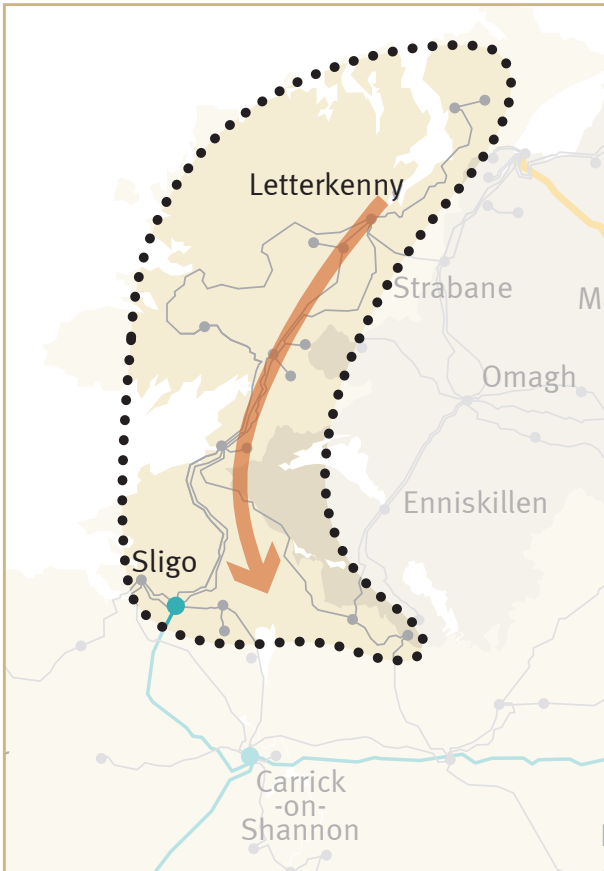 Letterkenny
Strabane
M
Omagh
Enniskillen
Sligo
Carrick
-on-
Shannon